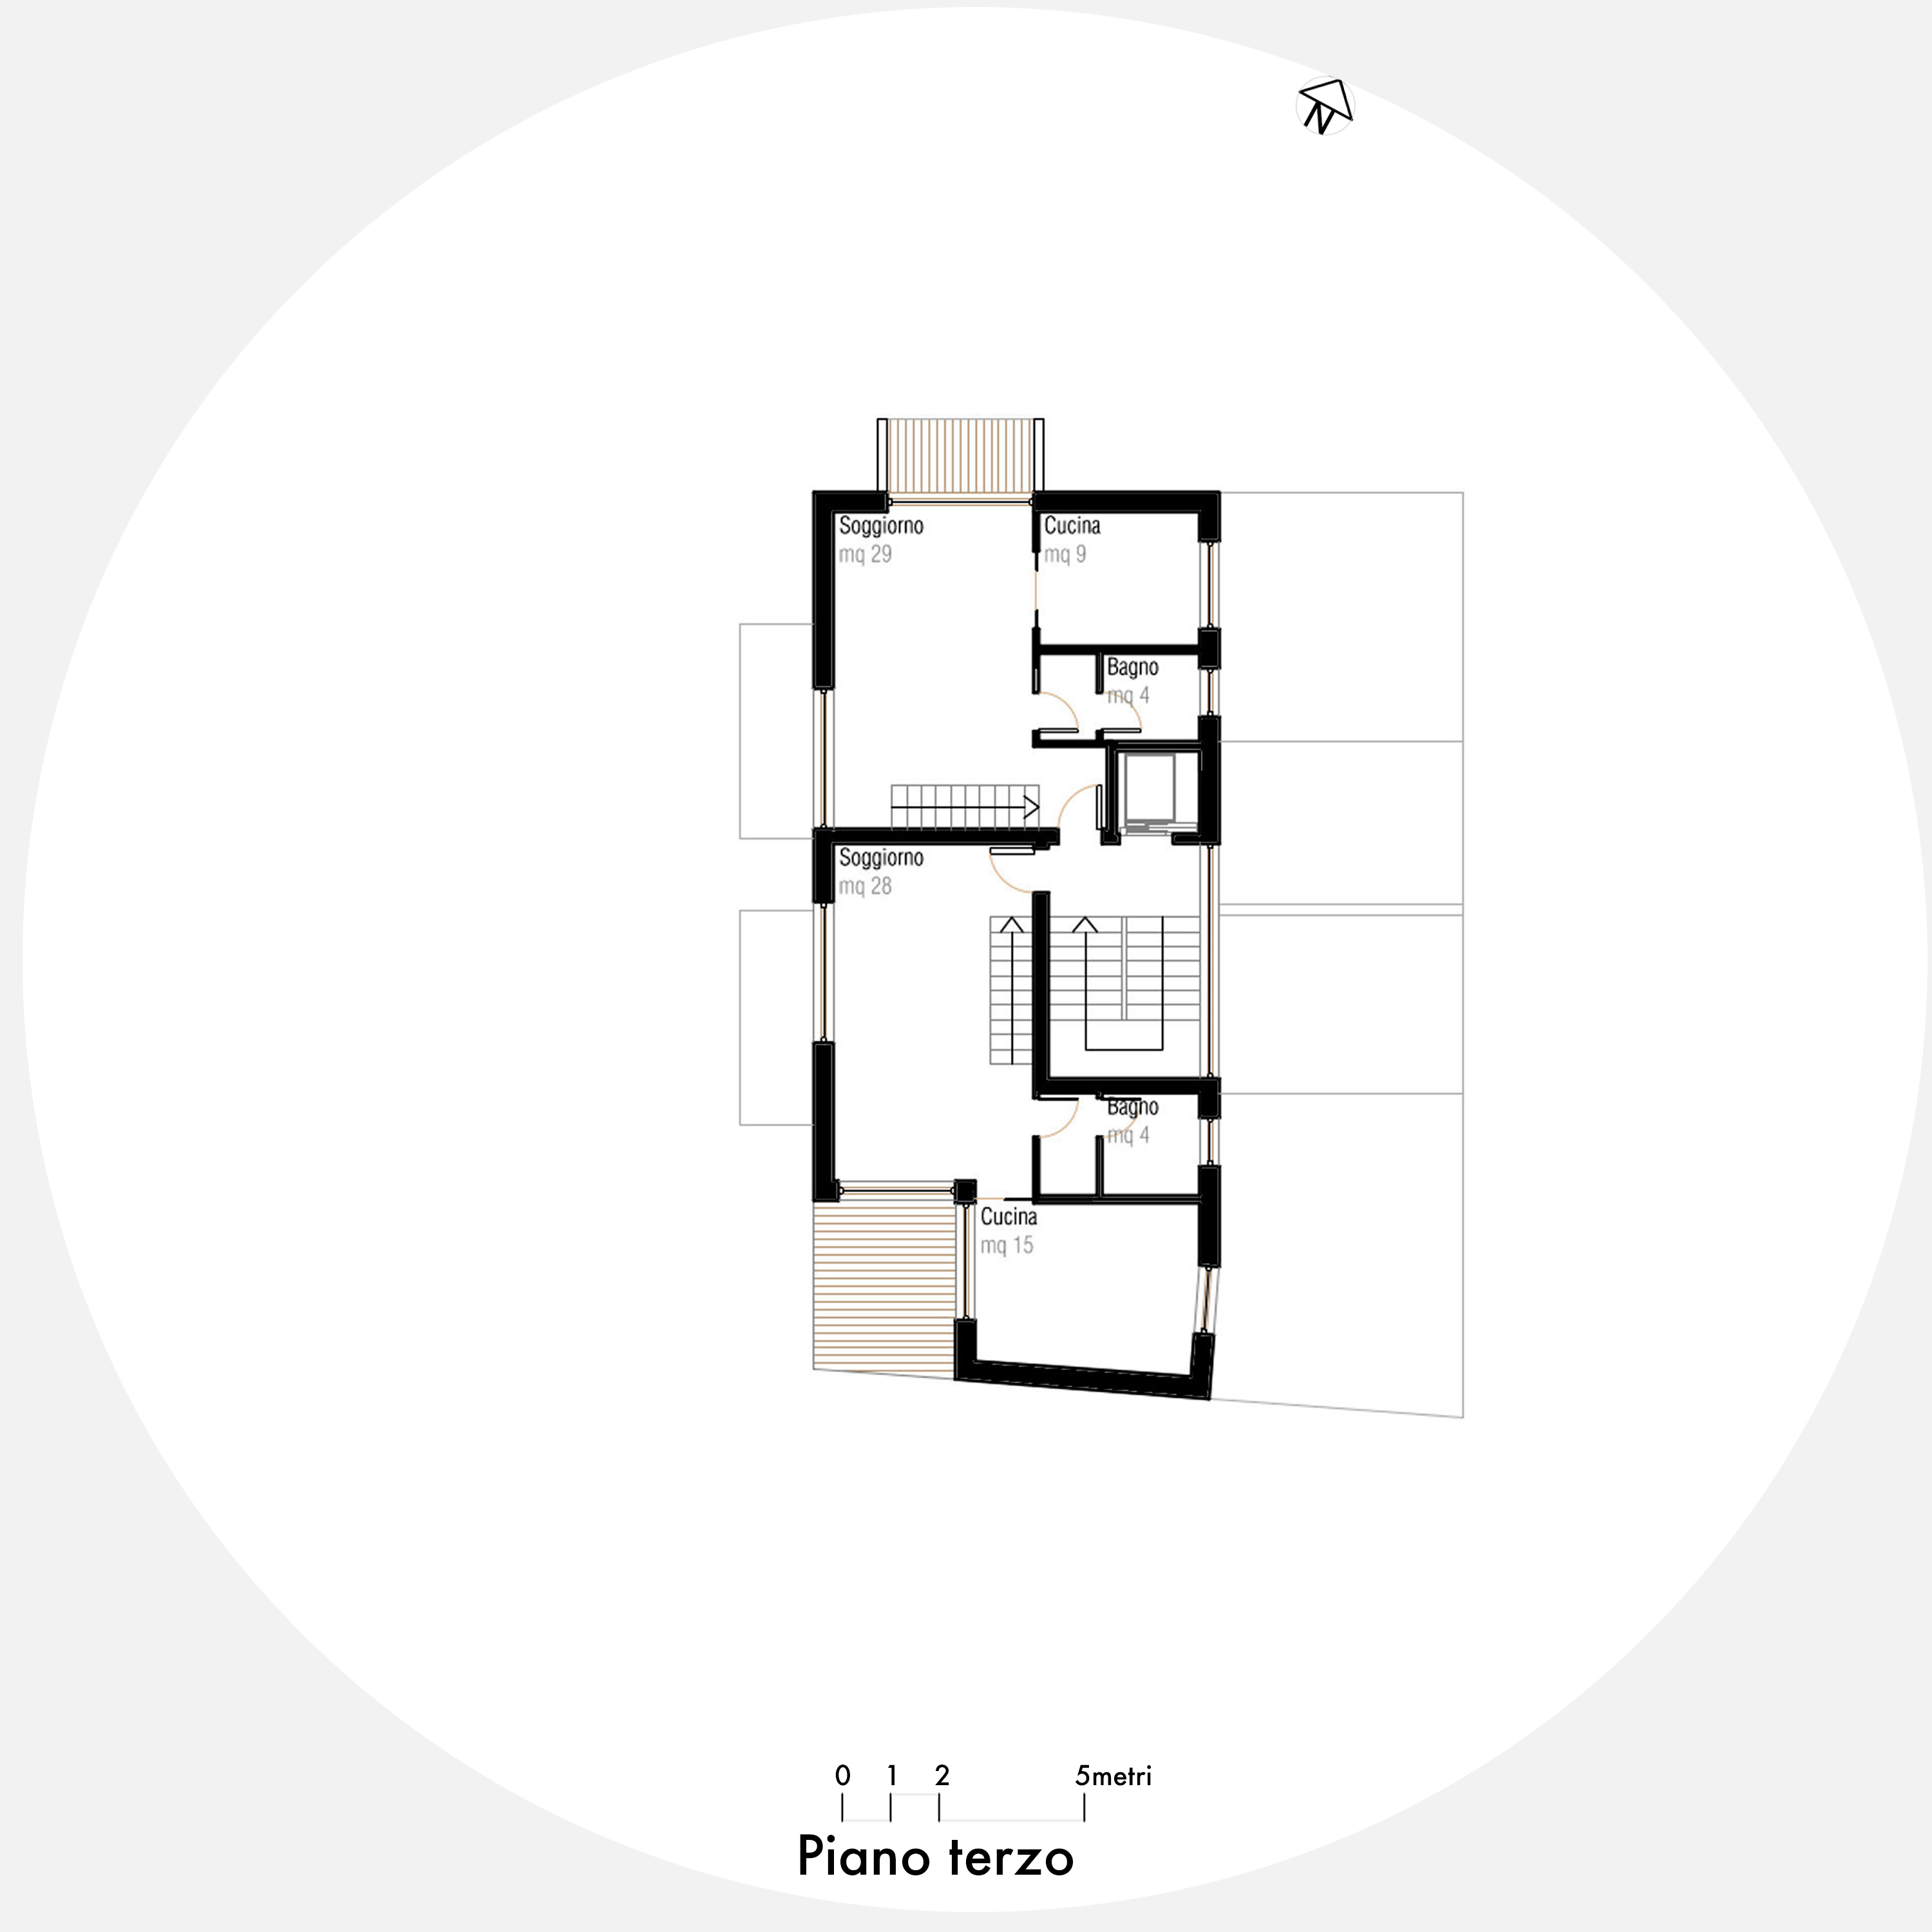 N
Soggiorno
mq 29
Cucina
mq 9
Bagno
mq 4
Soggiorno
mq 28
Bagno
mq 4
Cucina
mq 15
0 1 2 5metri
Piano terzo